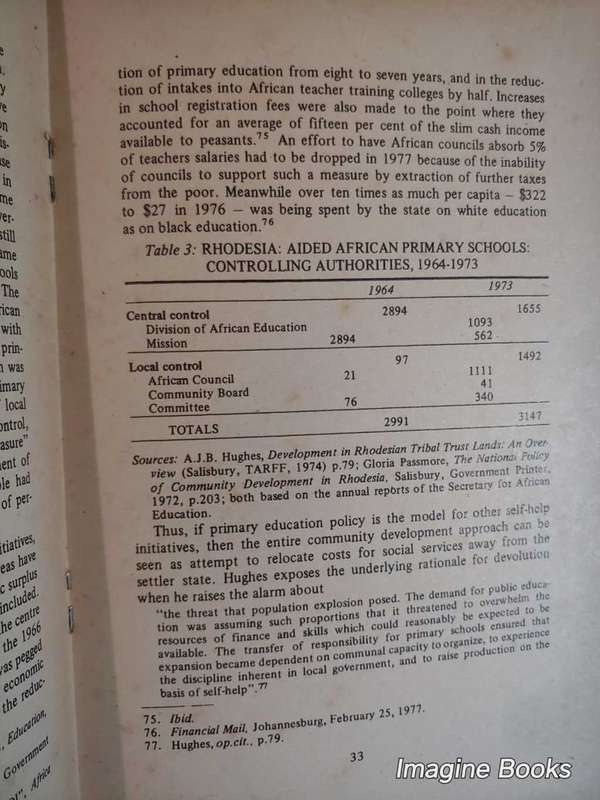 tion of primary education from eight to seven years, and in the reduc-
tion of intakes into African teacher training colleges by half. Increases
in school registration fees were also made to the point where they
accounted for an average of fifteen per cent of the slim cash income
available to peasants.75 An effort to have African councils absorb 5%
of teachers salaries had to be dropped in 1977 because of the inability
of councils to support such a measure by extraction of further taxes
from the poor. Meanwhile over ten times as much per capita – $322
to $27 in 1976 – was being spent by the state on white education
as on black education.76
Table 3: RHODESIA: AIDED AFRICAN PRIMARY SCHOOLS:
CONTROLLING AUTHORITIES, 1964-1973
1964 1973
Central control 2894 1655
Division of African Education 1093
Mission 2894 562
Local control 97 1492
African Council 21 1111
Community Board 41
Committee 76 340
TOTALS 2991 3147
Sources: A.J.B. Hughes, Development in Rhodesian Tribal Trust Lands: An Over-
view (Salisbury, TARFF, 1974) p.79; Gloria Passmore, The National Policy
of Community Development in Rhodesia, Salisbury, Government Printer,
1972, p.203; both based on the annual reports of the Secretary for African
Education.
Thus, if primary education policy is the model for other self-help
initiatives, then the entire community development approach can be
seen as attempt to relocate costs for social services away from the
settler state. Hughes exposes the underlying rationale for devolution
when he raises the alarm about
"the threat that population explosion posed. The demand for public educa-
tion was assuming such proportions that it threatened to overwhelm the
resources of finance and skills which could reasonably be expected to be
available. The transfer of responsibility for primary schools ensured that
expansion became dependent on communal capacity to organize, to experience
the discipline inherent in local government, and to raise production on the
basis of self-help".77
75. Ibid.
76. Financial Mail, Johannesburg, February 25, 1977.
77. Hughes, op.cit., p.79.
33
Imagine Books